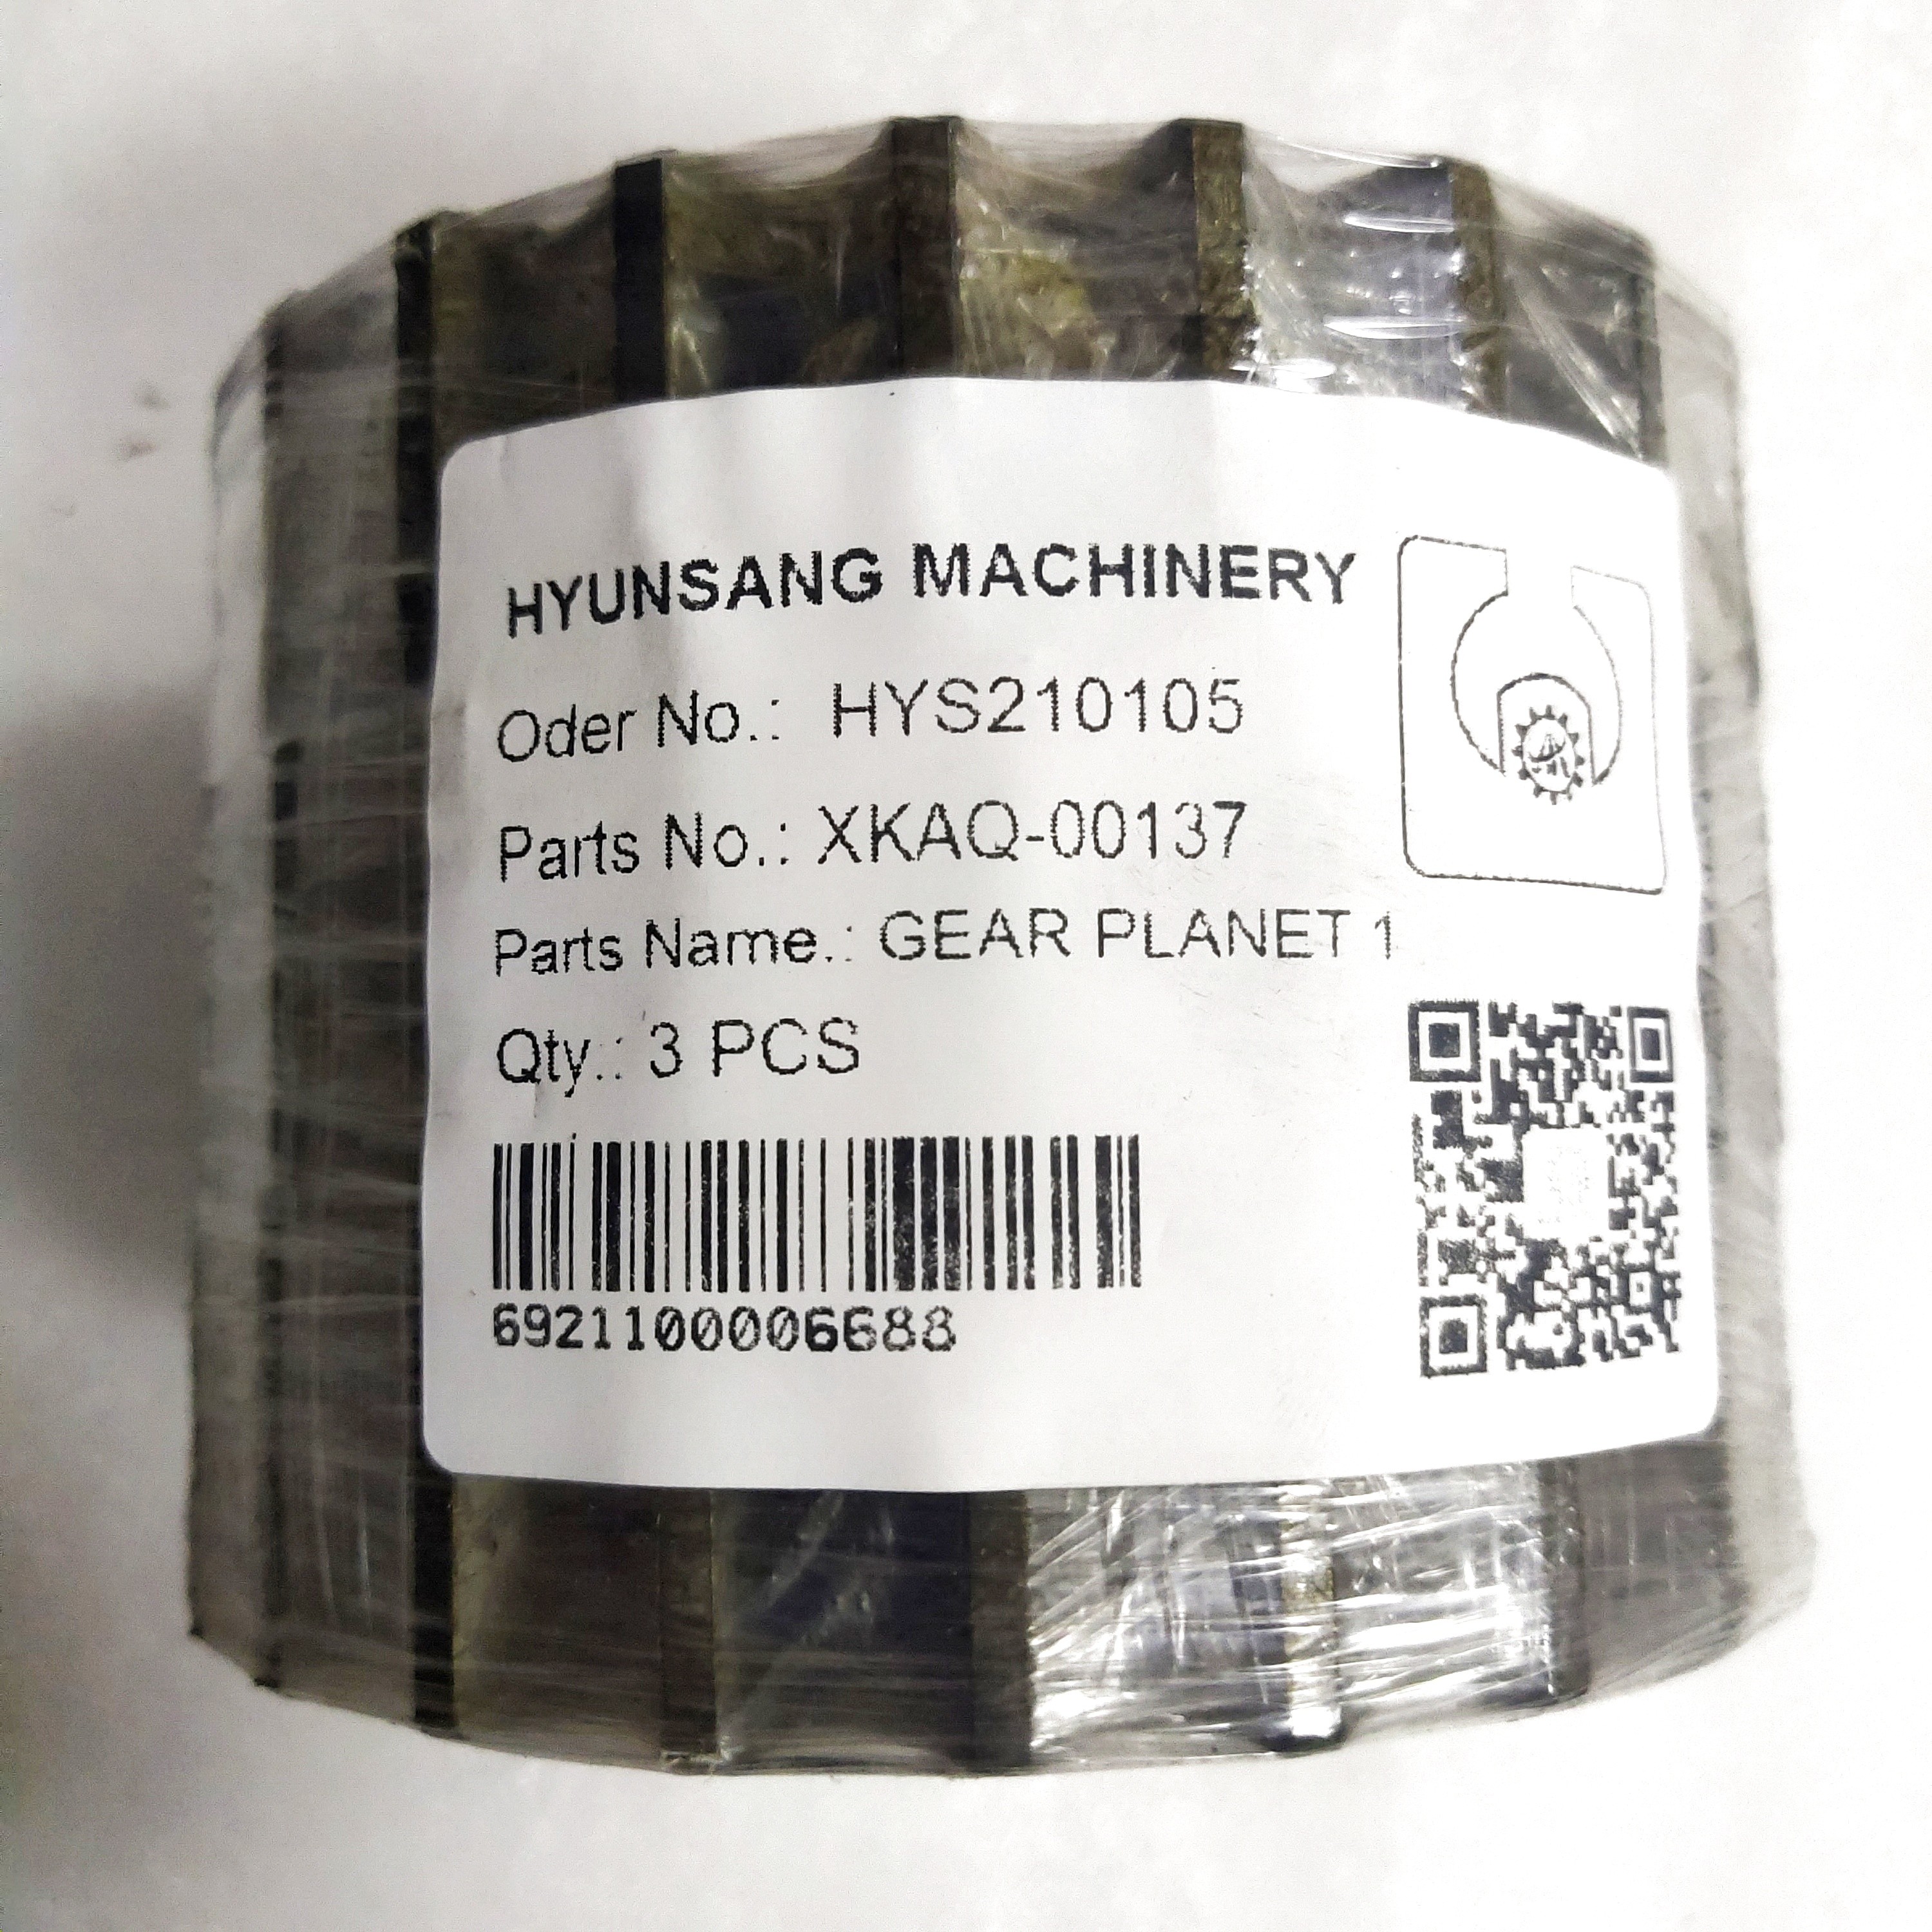 HYUNSANG MACHINERY
Oder No.: HYS210105
Parts No.: XKAQ-00137
Parts Name.: GEAR PLANET 1
Qty.: 3 PCS
6921100006688